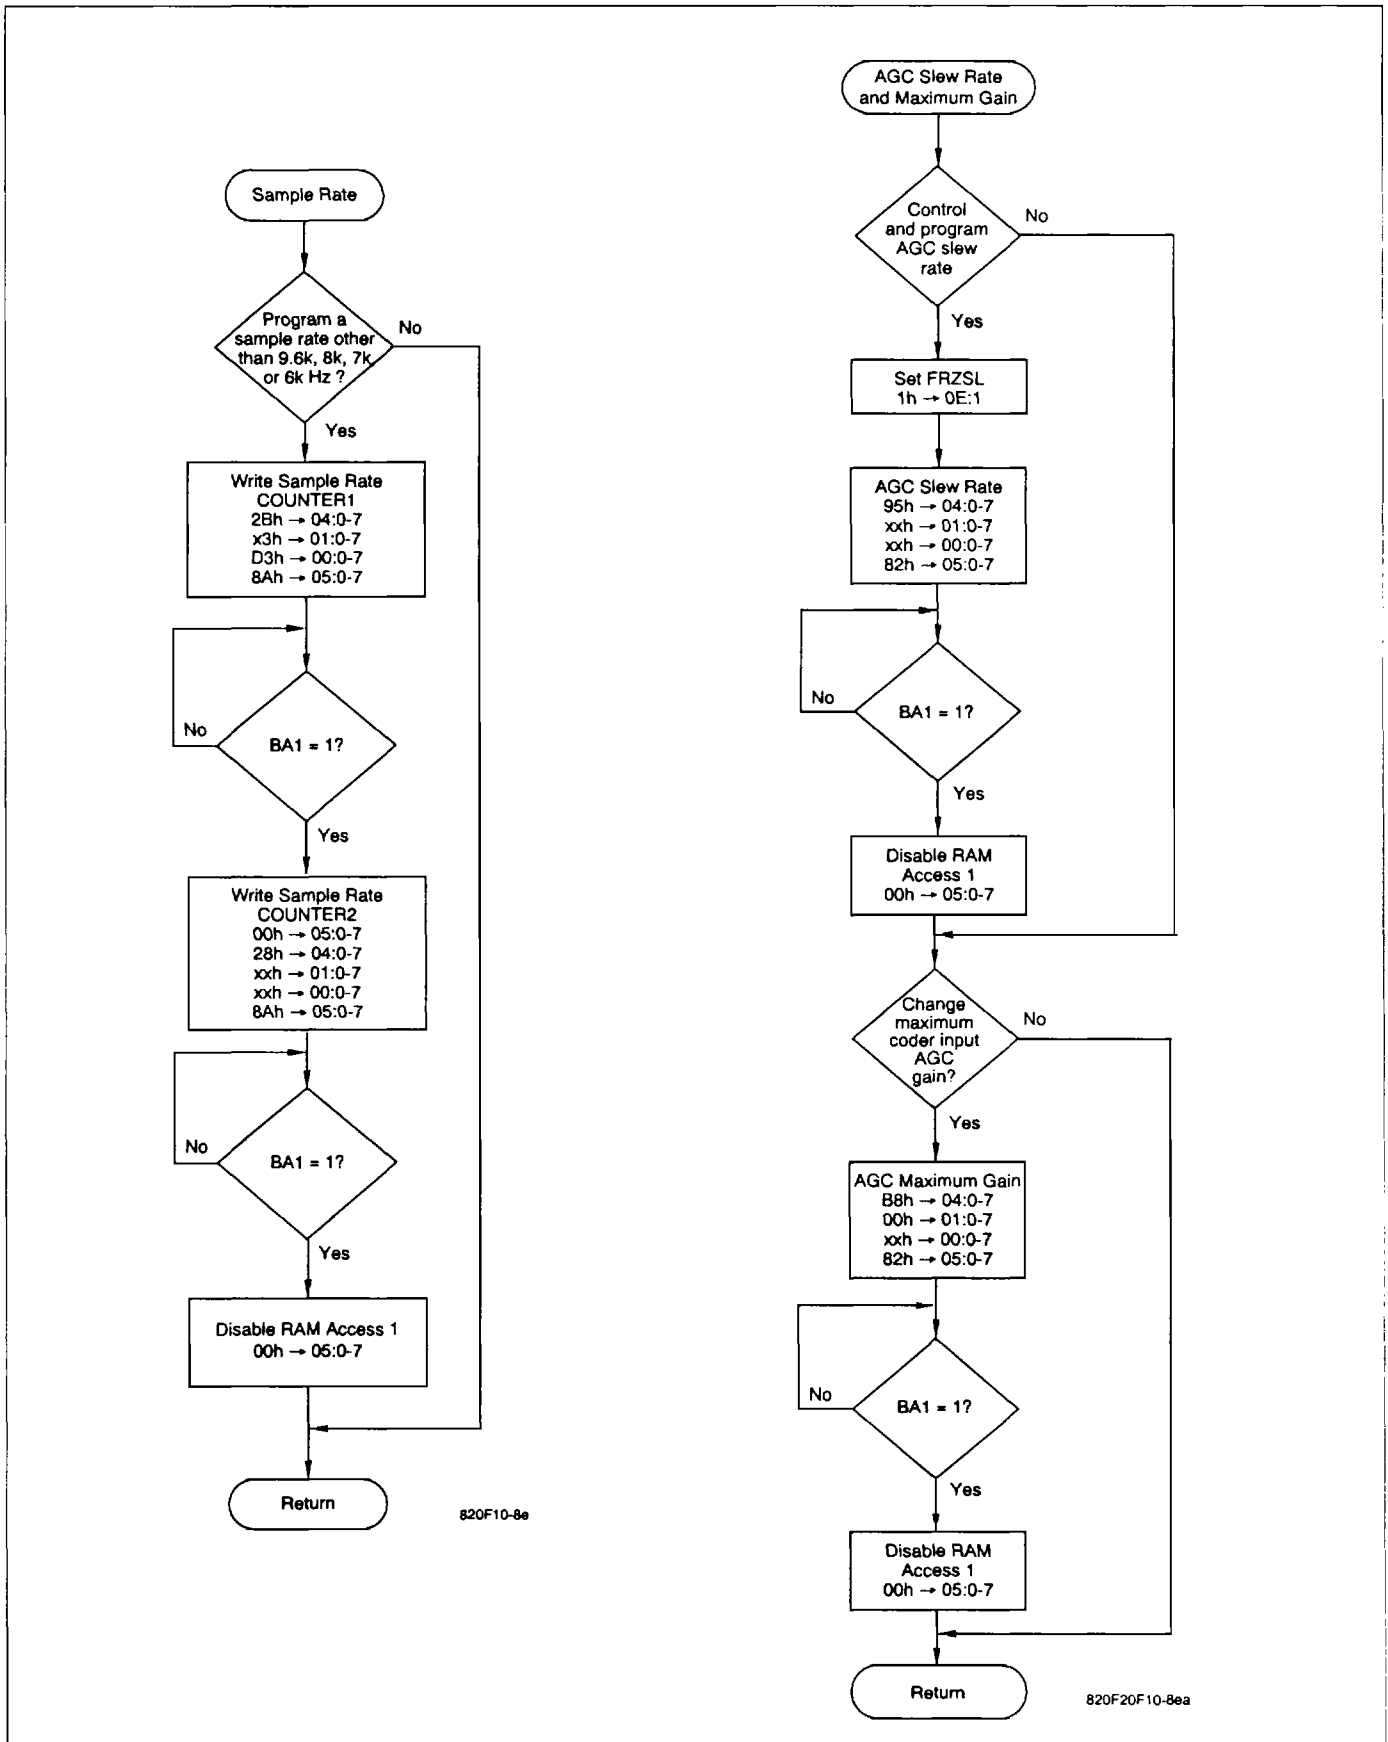 Sample Rate
Program a
sample rate other
than 9.6k, 8k, 7k,
or 6k Hz ?
No
Yes
Write Sample Rate
COUNTER1
2Bh → 04:0-7
x3h → 01:0-7
D3h → 00:0-7
8Ah → 05:0-7
No
BA1 = 1?
Yes
Write Sample Rate
COUNTER2
00h → 05:0-7
28h → 04:0-7
xxh → 01:0-7
xxh → 00:0-7
8Ah → 05:0-7
No
BA1 = 1?
Yes
Disable RAM Access 1
00h → 05:0-7
Return
820F10-8e
AGC Slew Rate
and Maximum Gain
Control
and program
AGC slew
rate
No
Yes
Set FRZSL
1h → 0E:1
AGC Slew Rate
95h → 04:0-7
xxh → 01:0-7
xxh → 00:0-7
82h → 05:0-7
No
BA1 = 1?
Yes
Disable RAM
Access 1
00h → 05:0-7
Change
maximum
coder input
AGC
gain?
No
Yes
AGC Maximum Gain
B8h → 04:0-7
00h → 01:0-7
xxh → 00:0-7
82h → 05:0-7
No
BA1 = 1?
Yes
Disable RAM
Access 1
00h → 05:0-7
Return
820F20F10-8ea